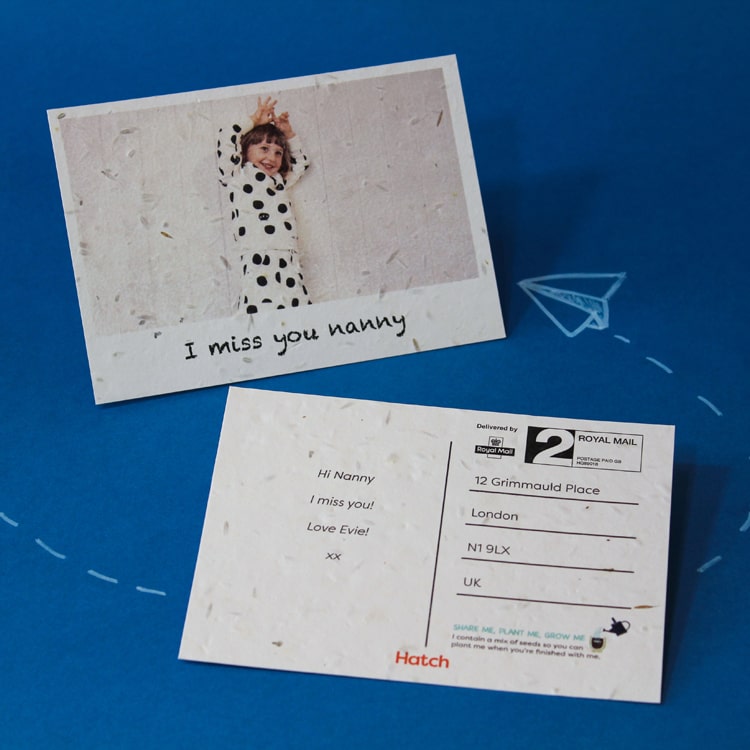 I miss you nanny
Hi Nanny
I miss you!
Love Evie!
xx
Delivered by
Royal Mail
2
ROYAL MAIL
POSTAGE PAID GB
HQ89018
12 Grimmauld Place
London
N1 9LX
UK
SHARE ME, PLANT ME, GROW ME
I contain a mix of seeds so you can
plant me when you're finished with me.
Hatch